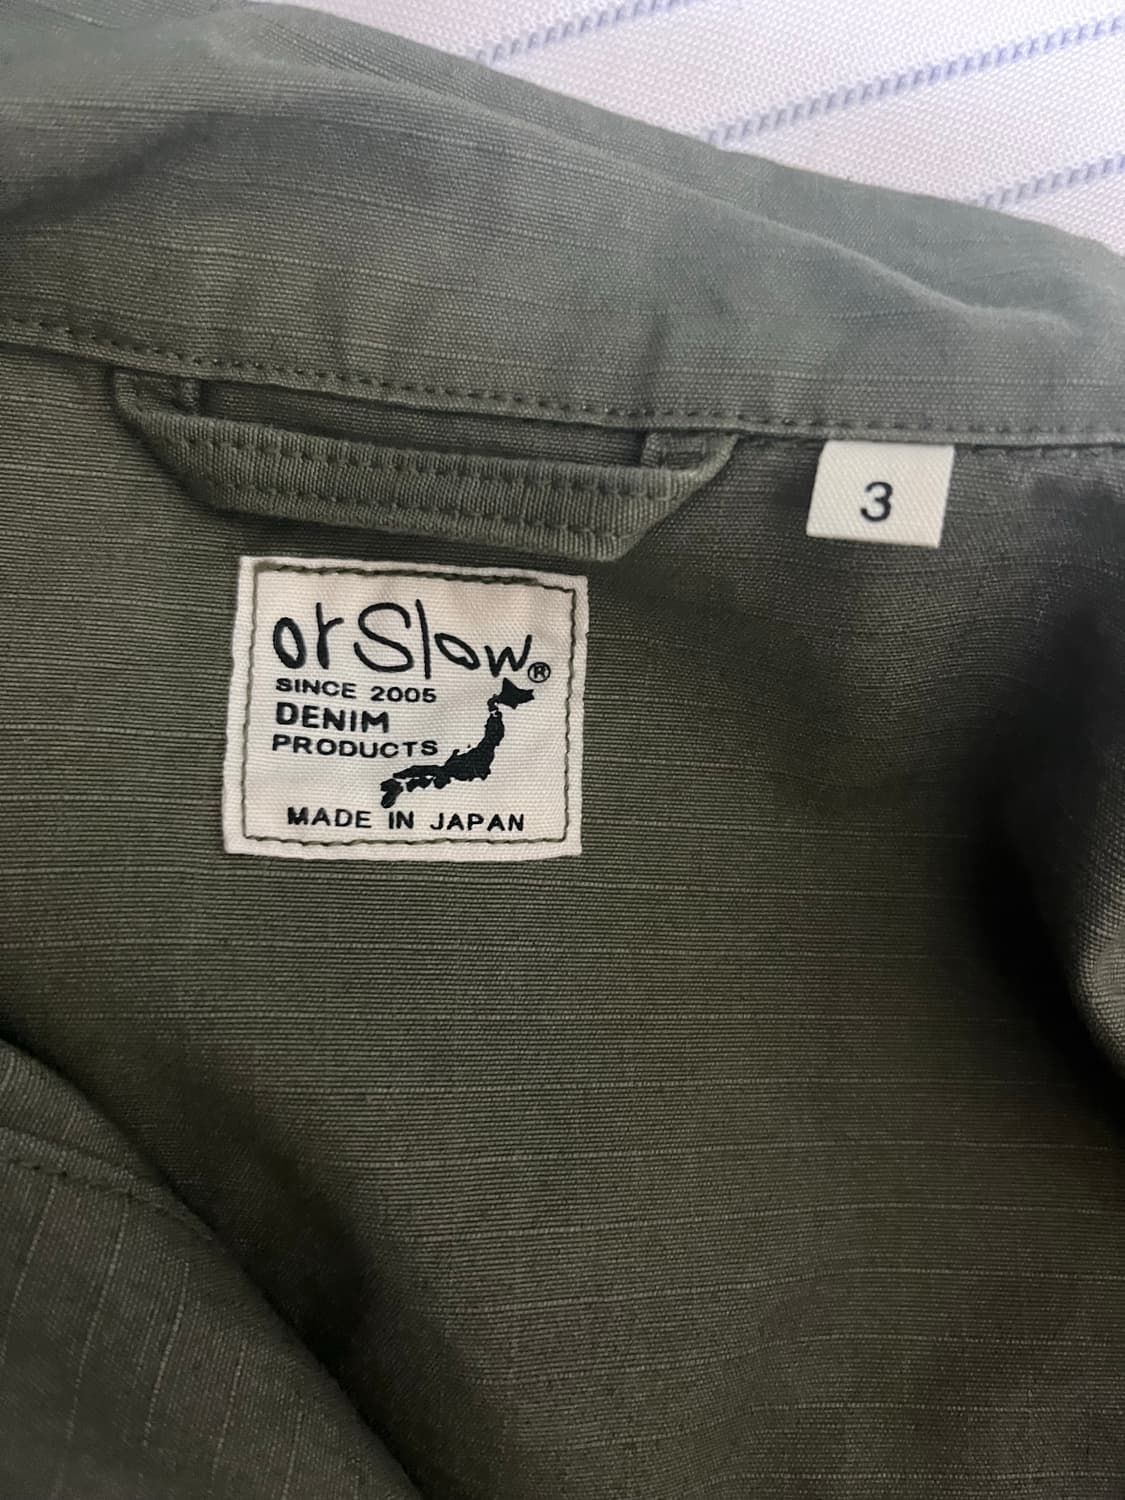 3
orSlow®
SINCE 2005
DENIM
PRODUCTS
MADE IN JAPAN